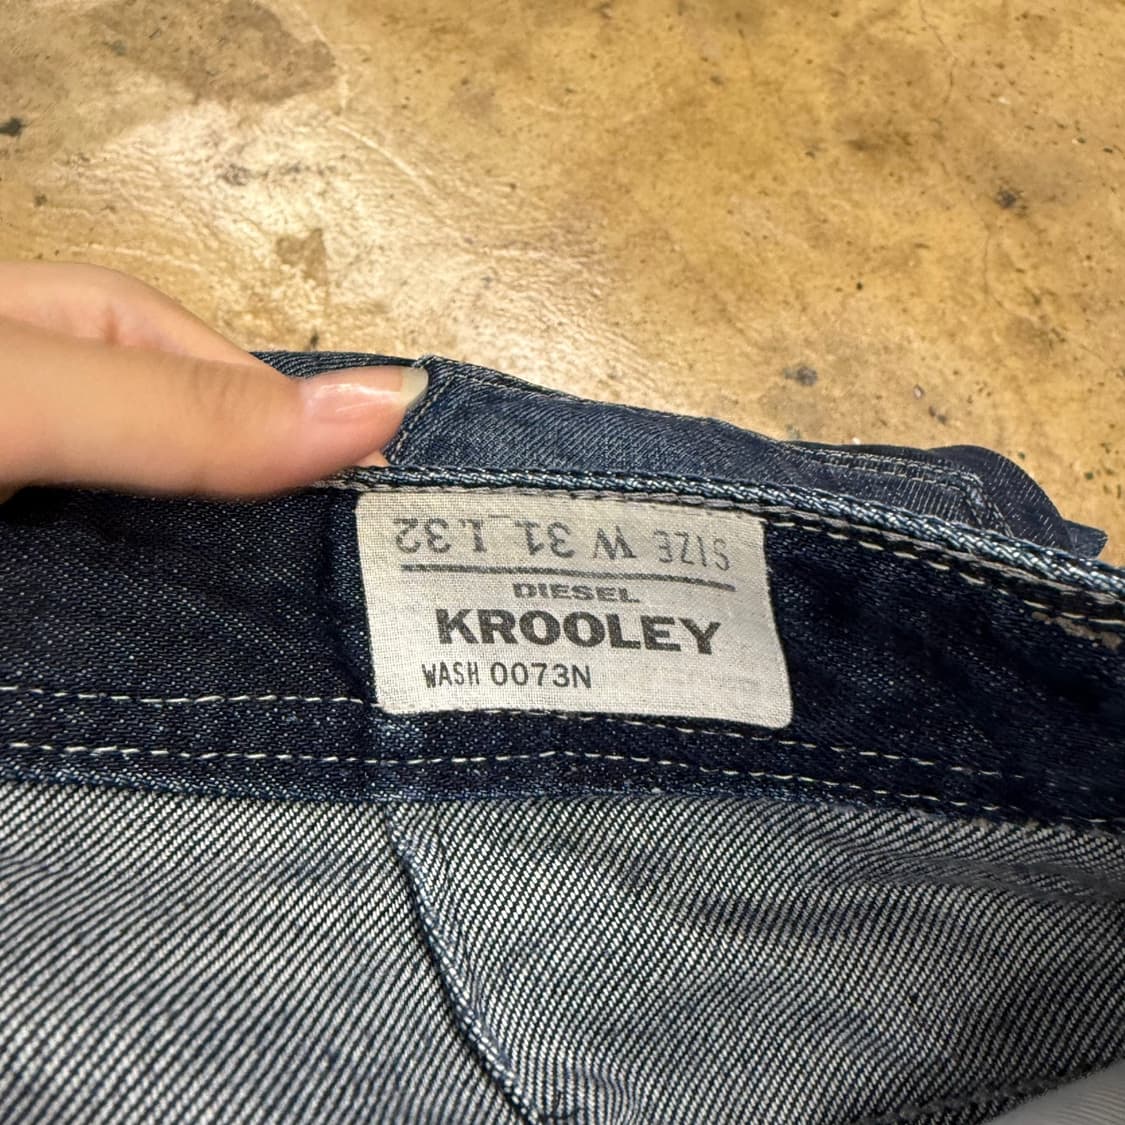 SIZE W 31 L 32
DIESEL
KROOLEY
WASH 0073N